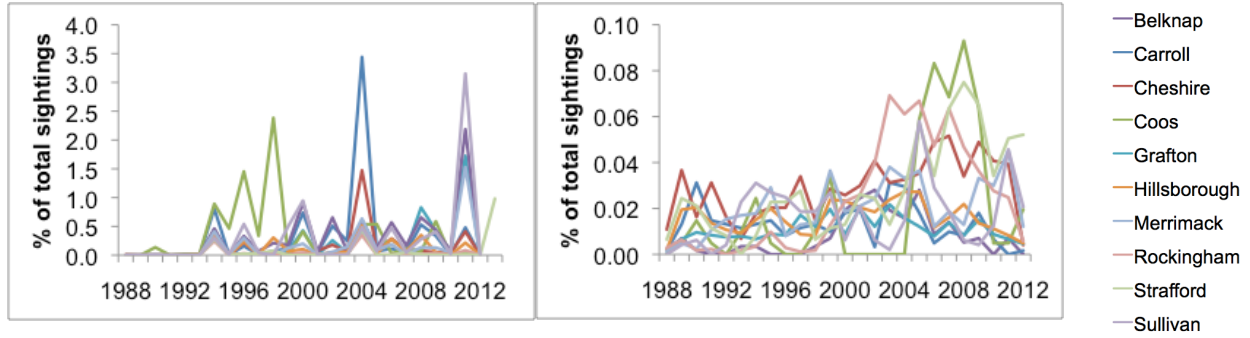 % of total sightings
4.0
3.5
3.0
2.5
2.0
1.5
1.0
0.5
0.0
1988 1992 1996 2000 2004 2008 2012
% of total sightings
0.10
0.08
0.06
0.04
0.02
0.00
1988 1992 1996 2000 2004 2008 2012
Belknap
Carroll
Cheshire
Coos
Grafton
Hillsborough
Merrimack
Rockingham
Strafford
Sullivan